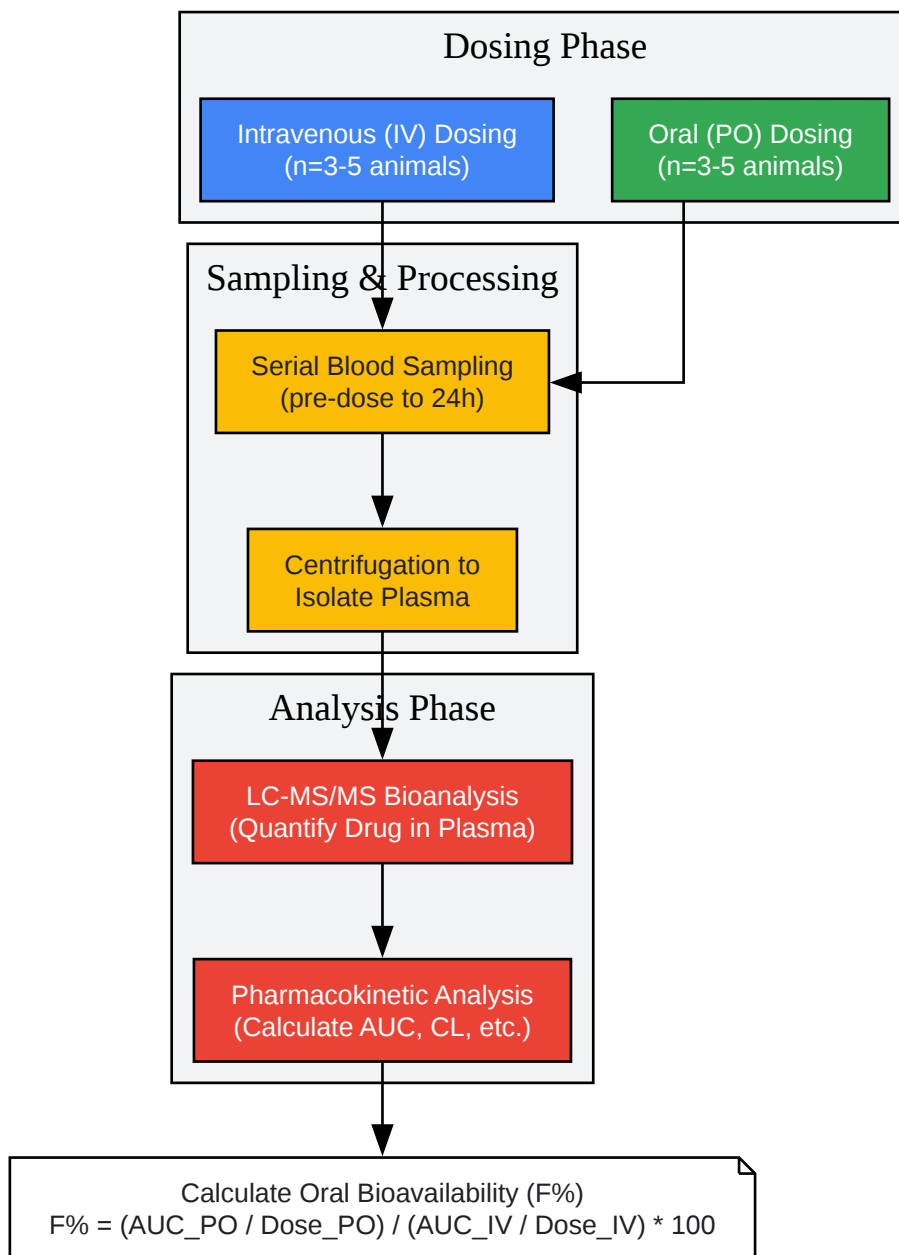 Dosing Phase
Intravenous (IV) Dosing
(n=3-5 animals)
Oral (PO) Dosing
(n=3-5 animals)
Sampling & Processing
Serial Blood Sampling
(pre-dose to 24h)
Centrifugation to
Isolate Plasma
Analysis Phase
LC-MS/MS Bioanalysis
(Quantify Drug in Plasma)
Pharmacokinetic Analysis
(Calculate AUC, CL, etc.)
Calculate Oral Bioavailability (F%)
F% = (AUC_PO / Dose_PO) / (AUC_IV / Dose_IV) * 100